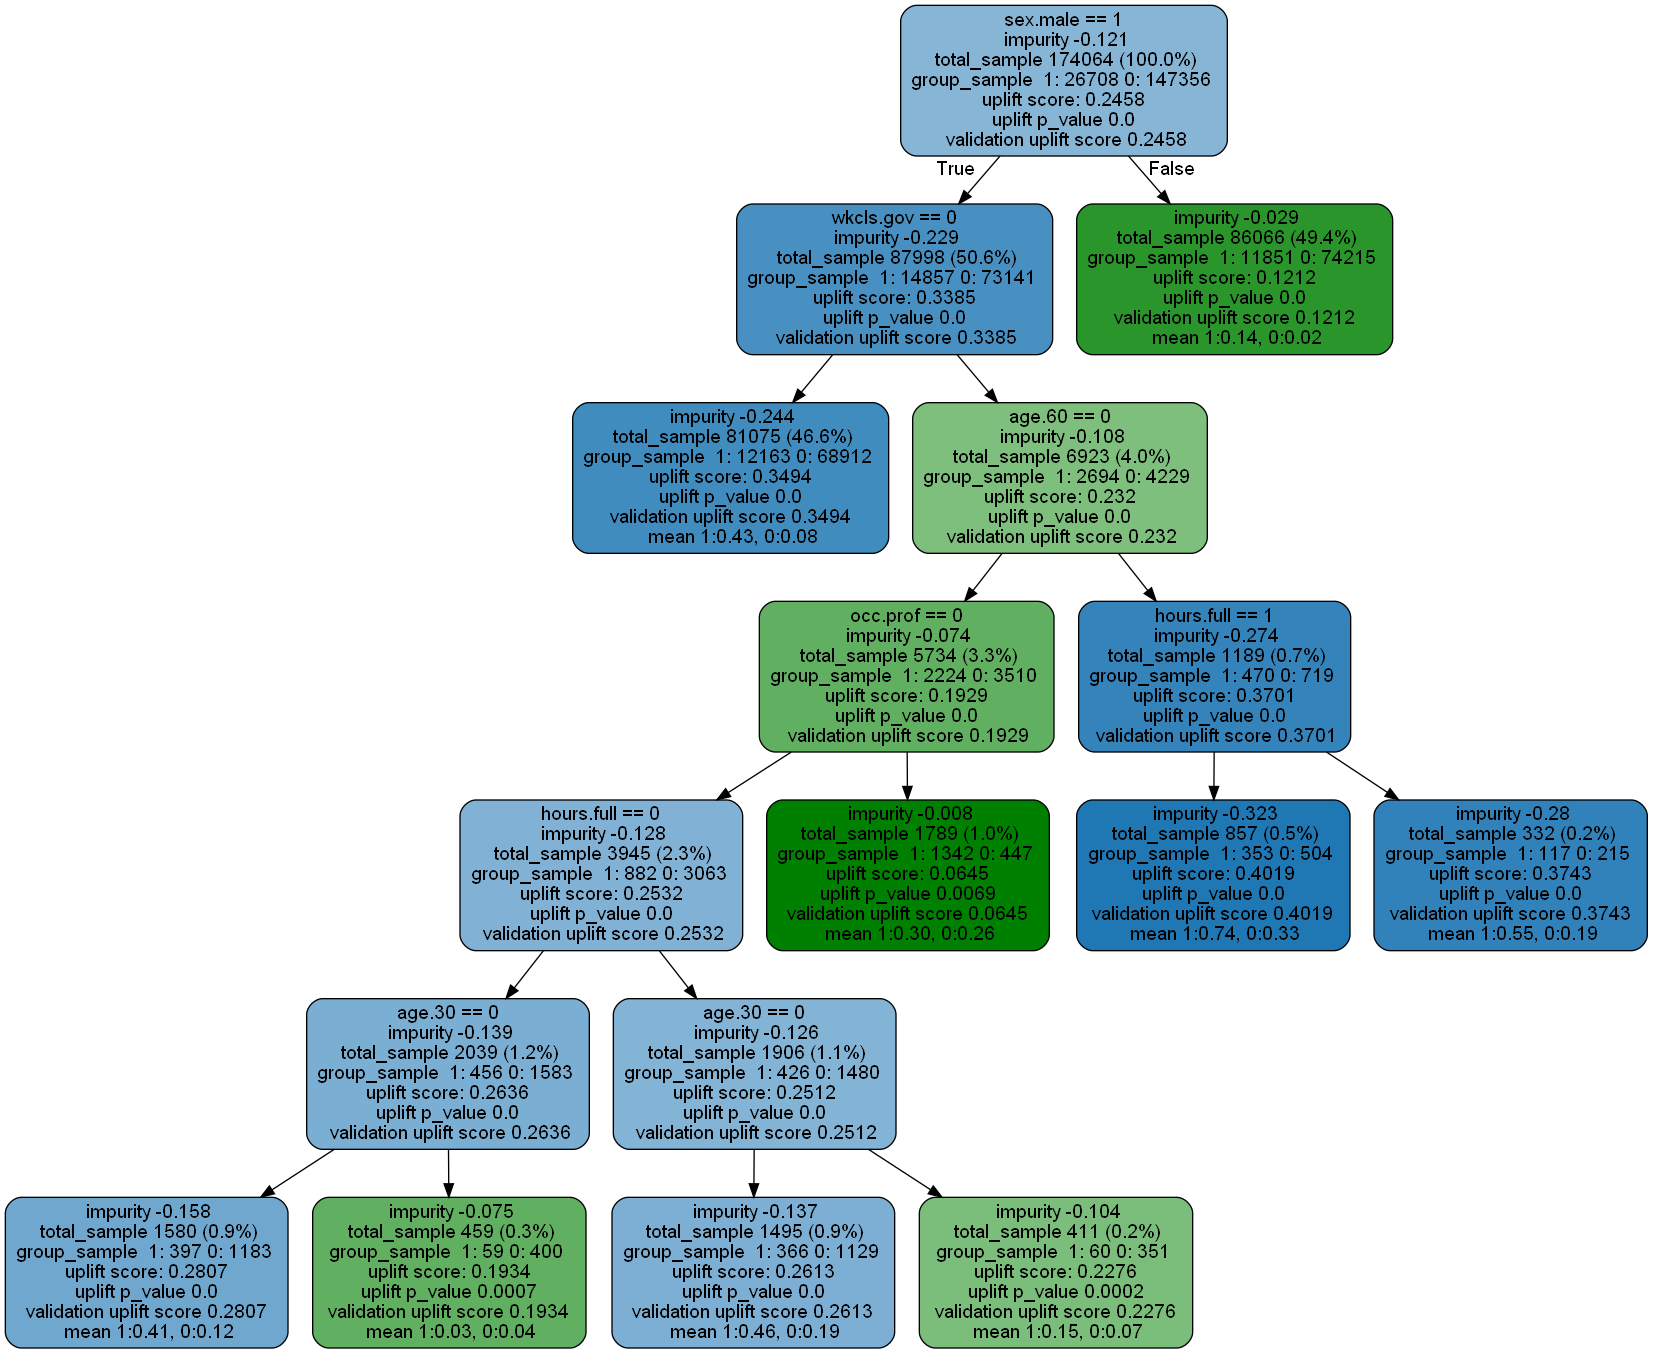 sex.male == 1
impurity -0.121
total_sample 174064 (100.0%)
group_sample 1: 26708 0: 147356
uplift score: 0.2458
uplift p_value 0.0
validation uplift score 0.2458
True
False
wkcls.gov == 0
impurity -0.229
total_sample 87998 (50.6%)
group_sample 1: 14857 0: 73141
uplift score: 0.3385
uplift p_value 0.0
validation uplift score 0.3385
impurity -0.029
total_sample 86066 (49.4%)
group_sample 1: 11851 0: 74215
uplift score: 0.1212
uplift p_value 0.0
validation uplift score 0.1212
mean 1:0.14, 0:0.02
impurity -0.244
total_sample 81075 (46.6%)
group_sample 1: 12163 0: 68912
uplift score: 0.3494
uplift p_value 0.0
validation uplift score 0.3494
mean 1:0.43, 0:0.08
age.60 == 0
impurity -0.108
total_sample 6923 (4.0%)
group_sample 1: 2694 0: 4229
uplift score: 0.232
uplift p_value 0.0
validation uplift score 0.232
occ.prof == 0
impurity -0.074
total_sample 5734 (3.3%)
group_sample 1: 2224 0: 3510
uplift score: 0.1929
uplift p_value 0.0
validation uplift score 0.1929
hours.full == 1
impurity -0.274
total_sample 1189 (0.7%)
group_sample 1: 470 0: 719
uplift score: 0.3701
uplift p_value 0.0
validation uplift score 0.3701
hours.full == 0
impurity -0.128
total_sample 3945 (2.3%)
group_sample 1: 882 0: 3063
uplift score: 0.2532
uplift p_value 0.0
validation uplift score 0.2532
impurity -0.008
total_sample 1789 (1.0%)
group_sample 1: 1342 0: 447
uplift score: 0.0645
uplift p_value 0.0069
validation uplift score 0.0645
mean 1:0.30, 0:0.26
impurity -0.323
total_sample 857 (0.5%)
group_sample 1: 353 0: 504
uplift score: 0.4019
uplift p_value 0.0
validation uplift score 0.4019
mean 1:0.74, 0:0.33
impurity -0.28
total_sample 332 (0.2%)
group_sample 1: 117 0: 215
uplift score: 0.3743
uplift p_value 0.0
validation uplift score 0.3743
mean 1:0.55, 0:0.19
age.30 == 0
impurity -0.139
total_sample 2039 (1.2%)
group_sample 1: 456 0: 1583
uplift score: 0.2636
uplift p_value 0.0
validation uplift score 0.2636
age.30 == 0
impurity -0.126
total_sample 1906 (1.1%)
group_sample 1: 426 0: 1480
uplift score: 0.2512
uplift p_value 0.0
validation uplift score 0.2512
impurity -0.158
total_sample 1580 (0.9%)
group_sample 1: 397 0: 1183
uplift score: 0.2807
uplift p_value 0.0
validation uplift score 0.2807
mean 1:0.41, 0:0.12
impurity -0.075
total_sample 459 (0.3%)
group_sample 1: 59 0: 400
uplift score: 0.1934
uplift p_value 0.0007
validation uplift score 0.1934
mean 1:0.03, 0:0.04
impurity -0.137
total_sample 1495 (0.9%)
group_sample 1: 366 0: 1129
uplift score: 0.2613
uplift p_value 0.0
validation uplift score 0.2613
mean 1:0.46, 0:0.19
impurity -0.104
total_sample 411 (0.2%)
group_sample 1: 60 0: 351
uplift score: 0.2276
uplift p_value 0.0002
validation uplift score 0.2276
mean 1:0.15, 0:0.07